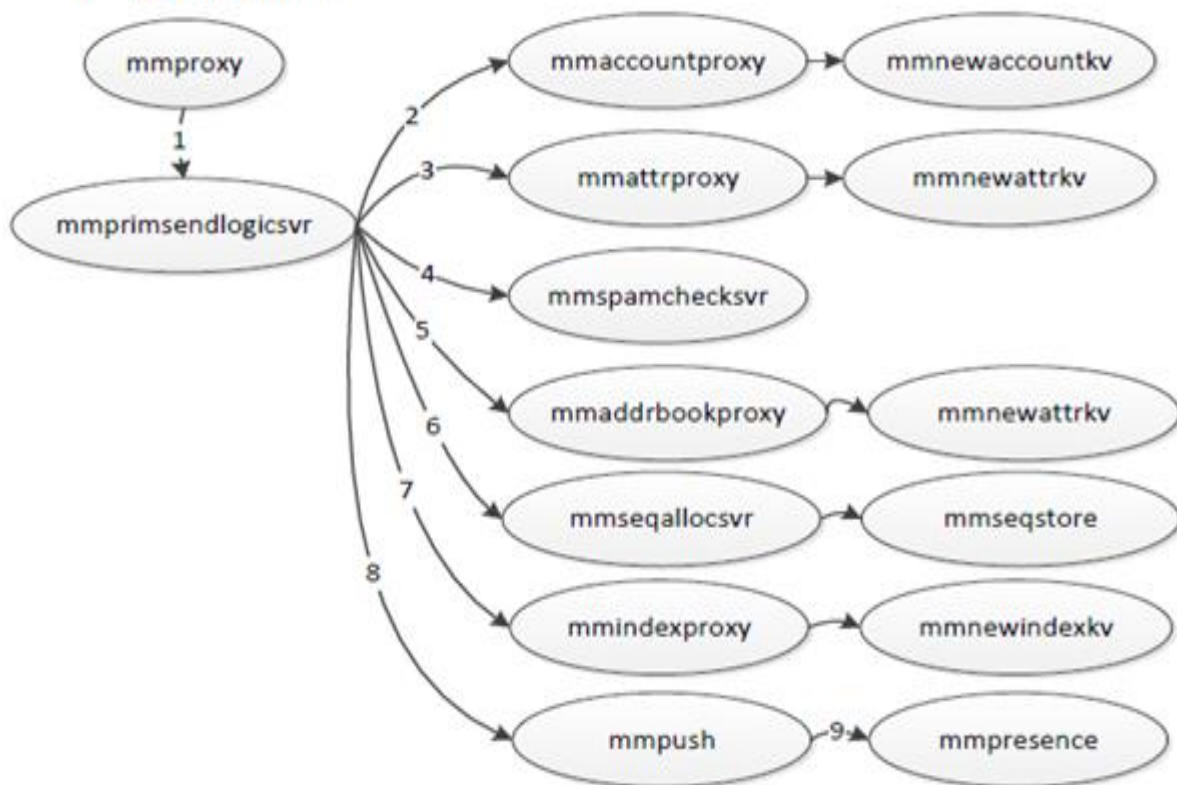 mmproxy
1
mmprimsendlogicsvr
2
mmaccountproxy
mmnewaccountkv
3
mmattrproxy
mmnewattrkv
4
mmspamchecksvr
5
mmaddrbookproxy
mmnewattrkv
6
mmseqallocsvr
mmseqstore
7
mmindexproxy
mmnewindexkv
8
mmpush
9
mmpresence